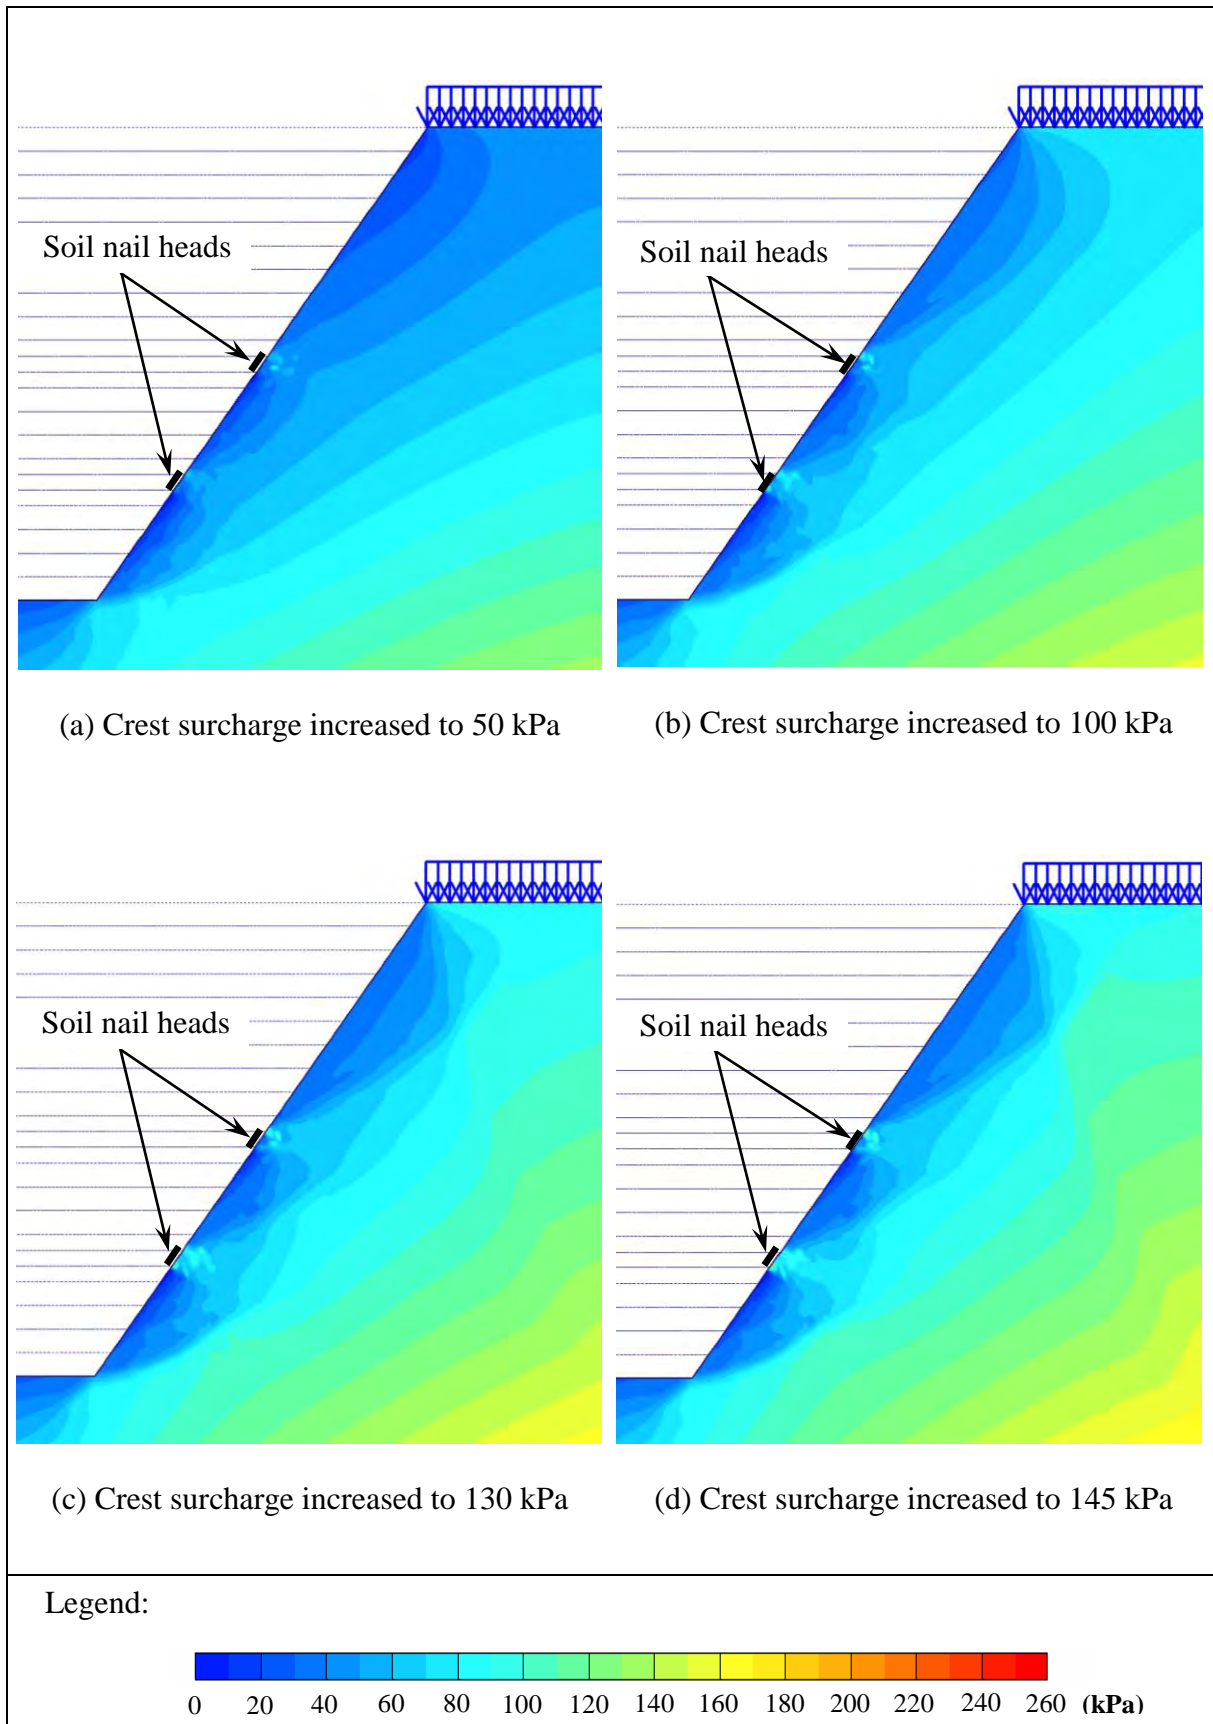 Soil nail heads
Soil nail heads
(a) Crest surcharge increased to 50 kPa
(b) Crest surcharge increased to 100 kPa
Soil nail heads
Soil nail heads
(c) Crest surcharge increased to 130 kPa
(d) Crest surcharge increased to 145 kPa
Legend:
0 20 40 60 80 100 120 140 160 180 200 220 240 260 (kPa)